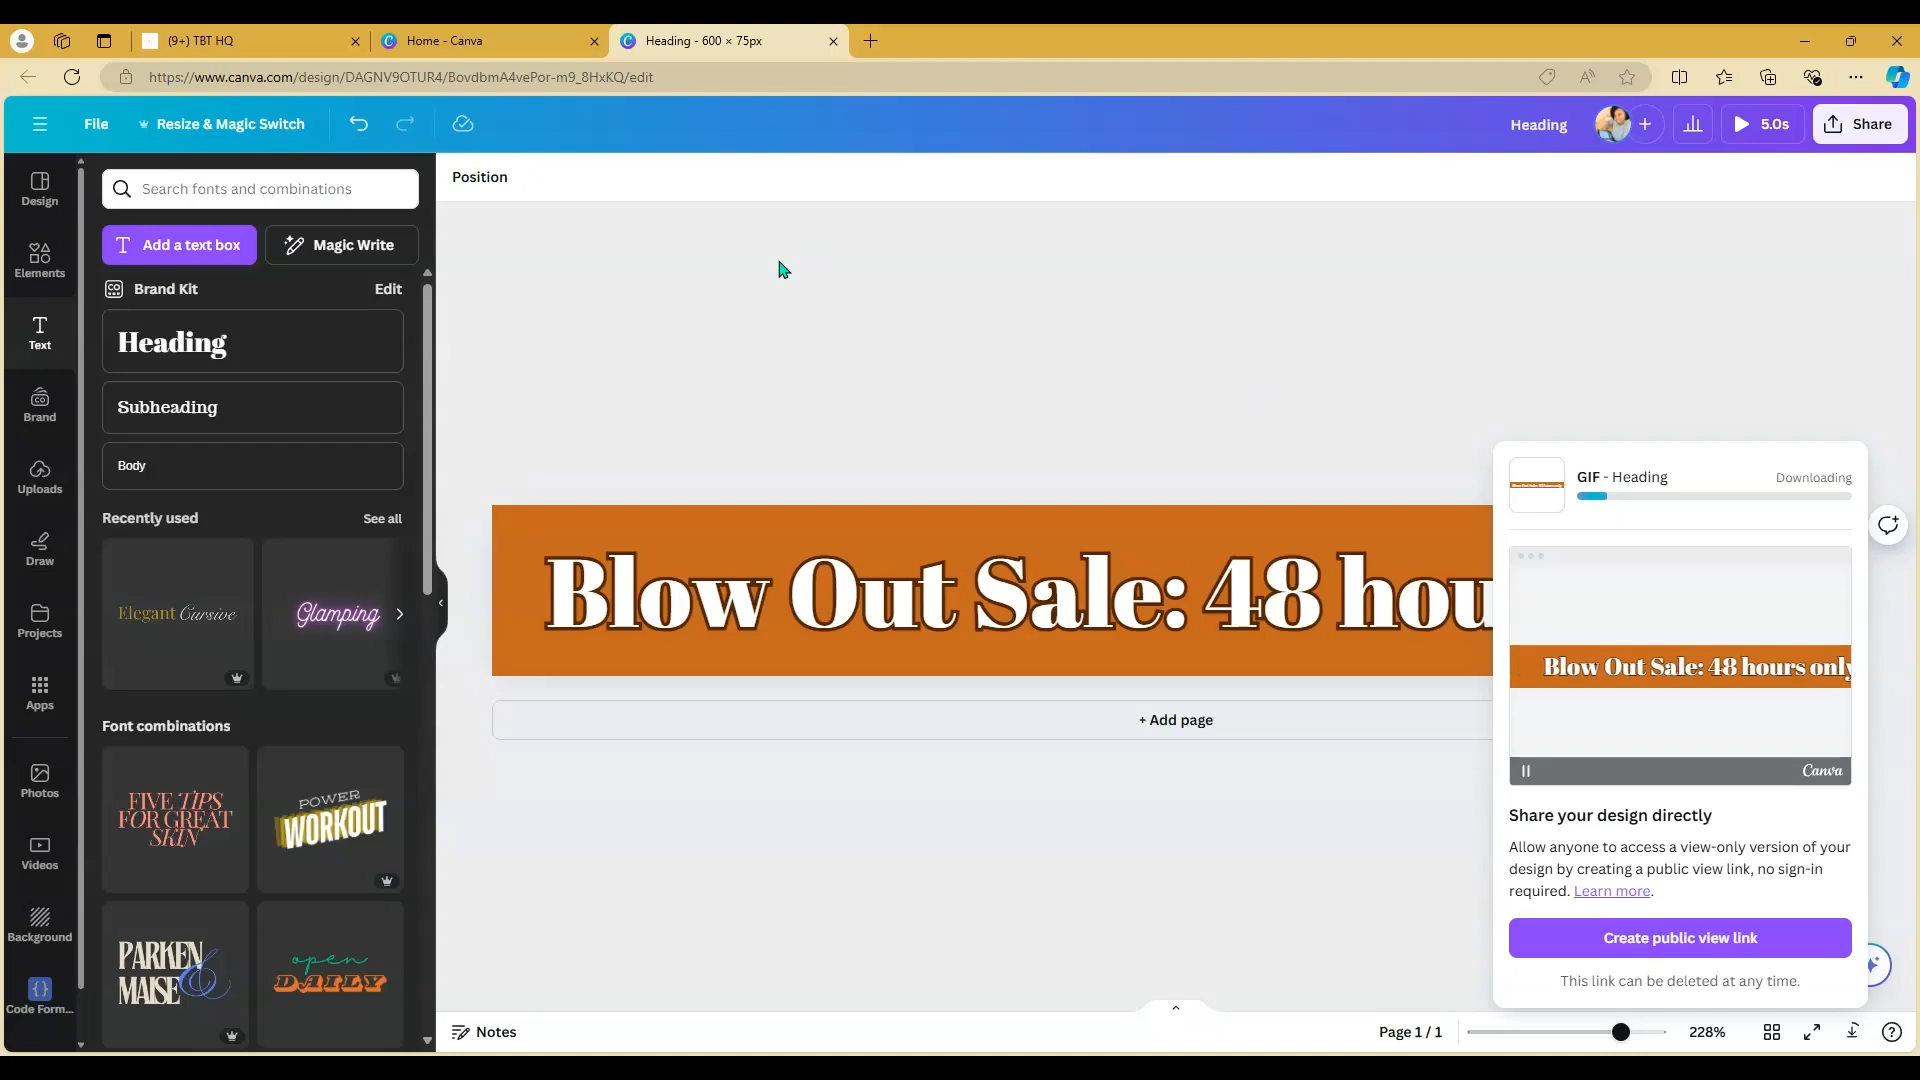 (9+) TBT HQ
Home - Canva
Heading - 600 × 75px
https://www.canva.com/design/DAGNV9OTUR4/BovdbmA4vePor-m9_8HxKQ/edit
File
Resize & Magic Switch
Heading
5.0s
Share
Design
Elements
Text
Brand
Uploads
Draw
Projects
Apps
Photos
Videos
Background
Code Form...
Search fonts and combinations
Add a text box
Magic Write
Brand Kit
Edit
Heading
Subheading
Body
Recently used
See all
Elegant Cursive
Glamping
Font combinations
FIVE TIPS
FOR GREAT
SKIN
POWER
WORKOUT
PARKEN
MAISE &
open
DAILY
Position
Blow Out Sale: 48 hou
+ Add page
GIF - Heading
Downloading
Blow Out Sale: 48 hours only
Canva
Share your design directly
Allow anyone to access a view-only version of your
design by creating a public view link, no sign-in
required. Learn more.
Create public view link
This link can be deleted at any time.
Notes
Page 1 / 1
228%